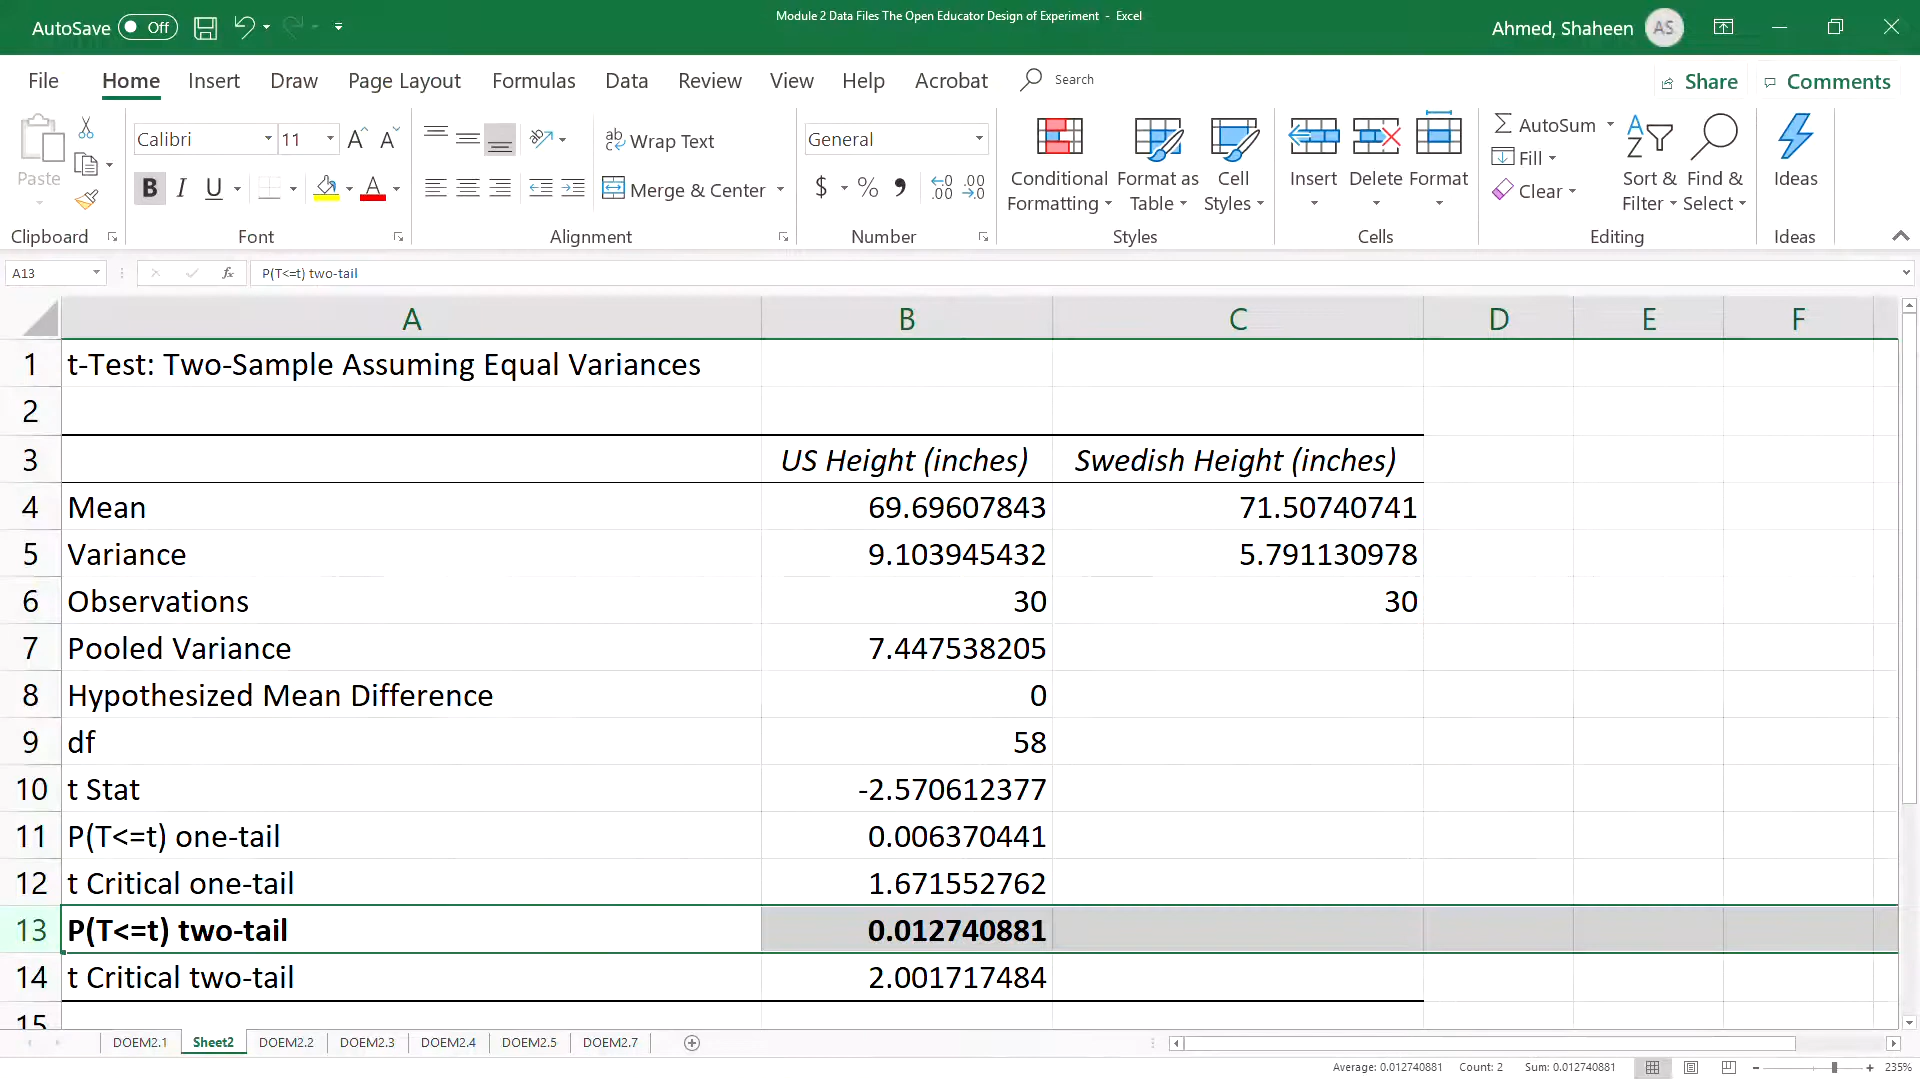 AutoSave Off
Module 2 Data Files The Open Educator Design of Experiment - Excel
Ahmed, Shaheen AS
File Home Insert Draw Page Layout Formulas Data Review View Help Acrobat Search Share Comments
Paste
Calibri 11 A A
B I U A
ab Wrap Text
Merge & Center
General
$ % , .0 .00 .00 .0
Conditional Formatting
Format as Table
Cell Styles
Insert Delete Format
AutoSum
Fill
Clear
Sort & Filter
Find & Select
Ideas
Clipboard Font Alignment Number Styles Cells Editing Ideas
A13 fx P(T<=t) two-tail
A B C D E F
1 t-Test: Two-Sample Assuming Equal Variances
2
3 US Height (inches) Swedish Height (inches)
4 Mean 69.69607843 71.50740741
5 Variance 9.103945432 5.791130978
6 Observations 30 30
7 Pooled Variance 7.447538205
8 Hypothesized Mean Difference 0
9 df 58
10 t Stat -2.570612377
11 P(T<=t) one-tail 0.006370441
12 t Critical one-tail 1.671552762
13 P(T<=t) two-tail 0.012740881
14 t Critical two-tail 2.001717484
15
DOEM2.1 Sheet2 DOEM2.2 DOEM2.3 DOEM2.4 DOEM2.5 DOEM2.7
Average: 0.012740881 Count: 2 Sum: 0.012740881 235%